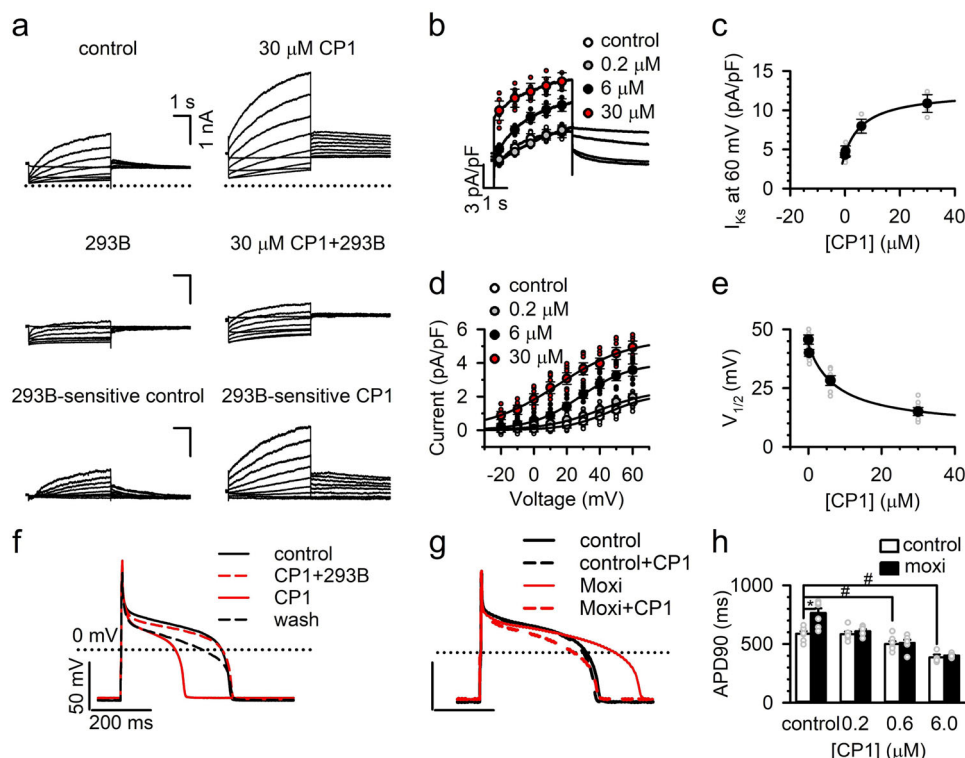 a
control
30 μM CP1
1 s
1 nA
293B
30 μM CP1+293B
293B-sensitive control
293B-sensitive CP1
b
control
0.2 μM
6 μM
30 μM
3 pA/pF
1 s
c
I_Ks at 60 mV (pA/pF)
15
10
5
0
-20
0
20
40
[CP1] (μM)
d
control
0.2 μM
6 μM
30 μM
Current (pA/pF)
6
4
2
0
-20
0
20
40
60
Voltage (mV)
e
V_1/2 (mV)
50
25
0
0
20
40
[CP1] (μM)
f
control
CP1+293B
CP1
wash
0 mV
50 mV
200 ms
g
control
control+CP1
Moxi
Moxi+CP1
h
control
moxi
APD90 (ms)
1000
500
0
*
#
#
control
0.2
0.6
6.0
[CP1] (μM)